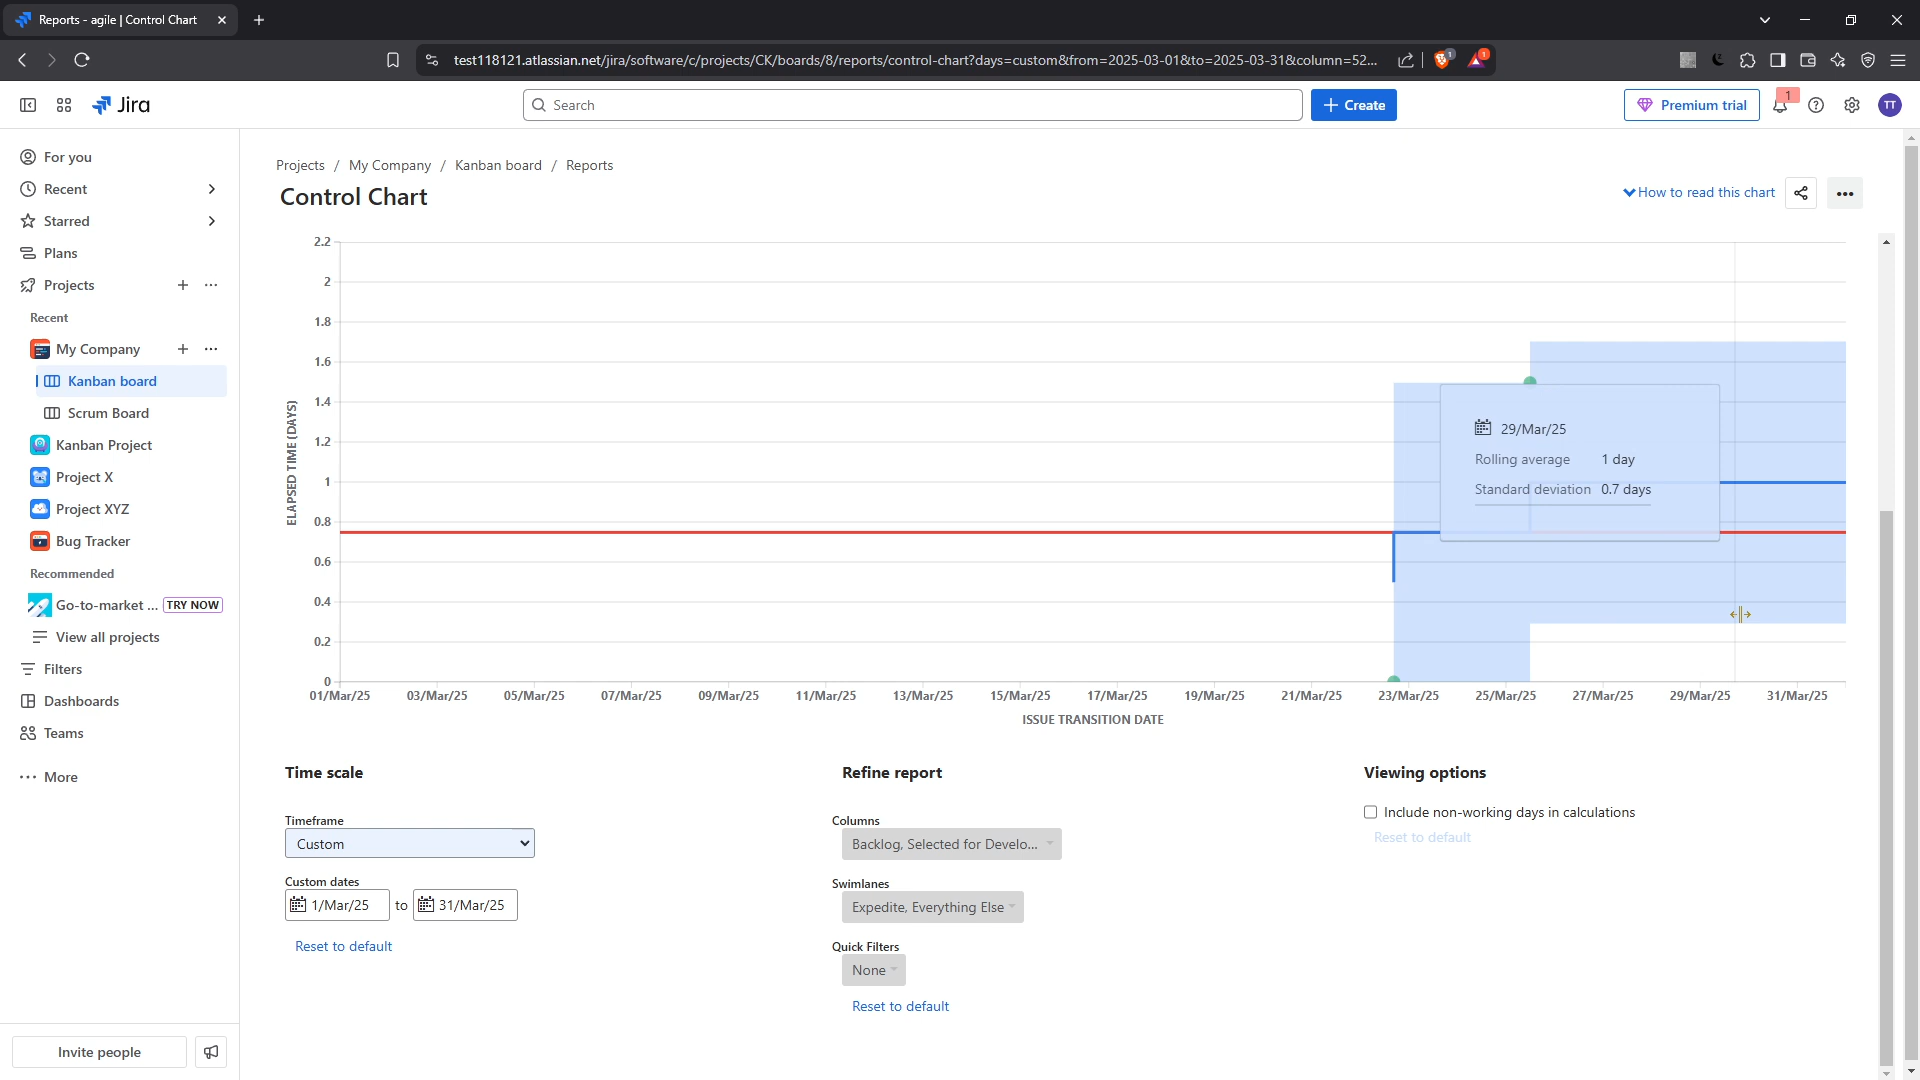 Reports - agile | Control Chart
test118121.atlassian.net/jira/software/c/projects/CK/boards/8/reports/control-chart?days=custom&from=2025-03-01&to=2025-03-31&column=52...
1
1
Jira
Search
Create
Premium trial
1
TT
For you
Recent
Starred
Plans
Projects
Recent
My Company
Kanban board
Scrum Board
Kanban Project
Project X
Project XYZ
Bug Tracker
Recommended
Go-to-market ... TRY NOW
View all projects
Filters
Dashboards
Teams
More
Invite people
Projects / My Company / Kanban board / Reports
Control Chart
How to read this chart
2.2
2
1.8
1.6
1.4
1.2
1
0.8
0.6
0.4
0.2
0
ELAPSED TIME (DAYS)
29/Mar/25
Rolling average 1 day
Standard deviation 0.7 days
01/Mar/25 03/Mar/25 05/Mar/25 07/Mar/25 09/Mar/25 11/Mar/25 13/Mar/25 15/Mar/25 17/Mar/25 19/Mar/25 21/Mar/25 23/Mar/25 25/Mar/25 27/Mar/25 29/Mar/25 31/Mar/25
ISSUE TRANSITION DATE
Time scale
Timeframe
Custom
Custom dates
1/Mar/25 to 31/Mar/25
Reset to default
Refine report
Columns
Backlog, Selected for Develo...
Swimlanes
Expedite, Everything Else
Quick Filters
None
Reset to default
Viewing options
Include non-working days in calculations
Reset to default